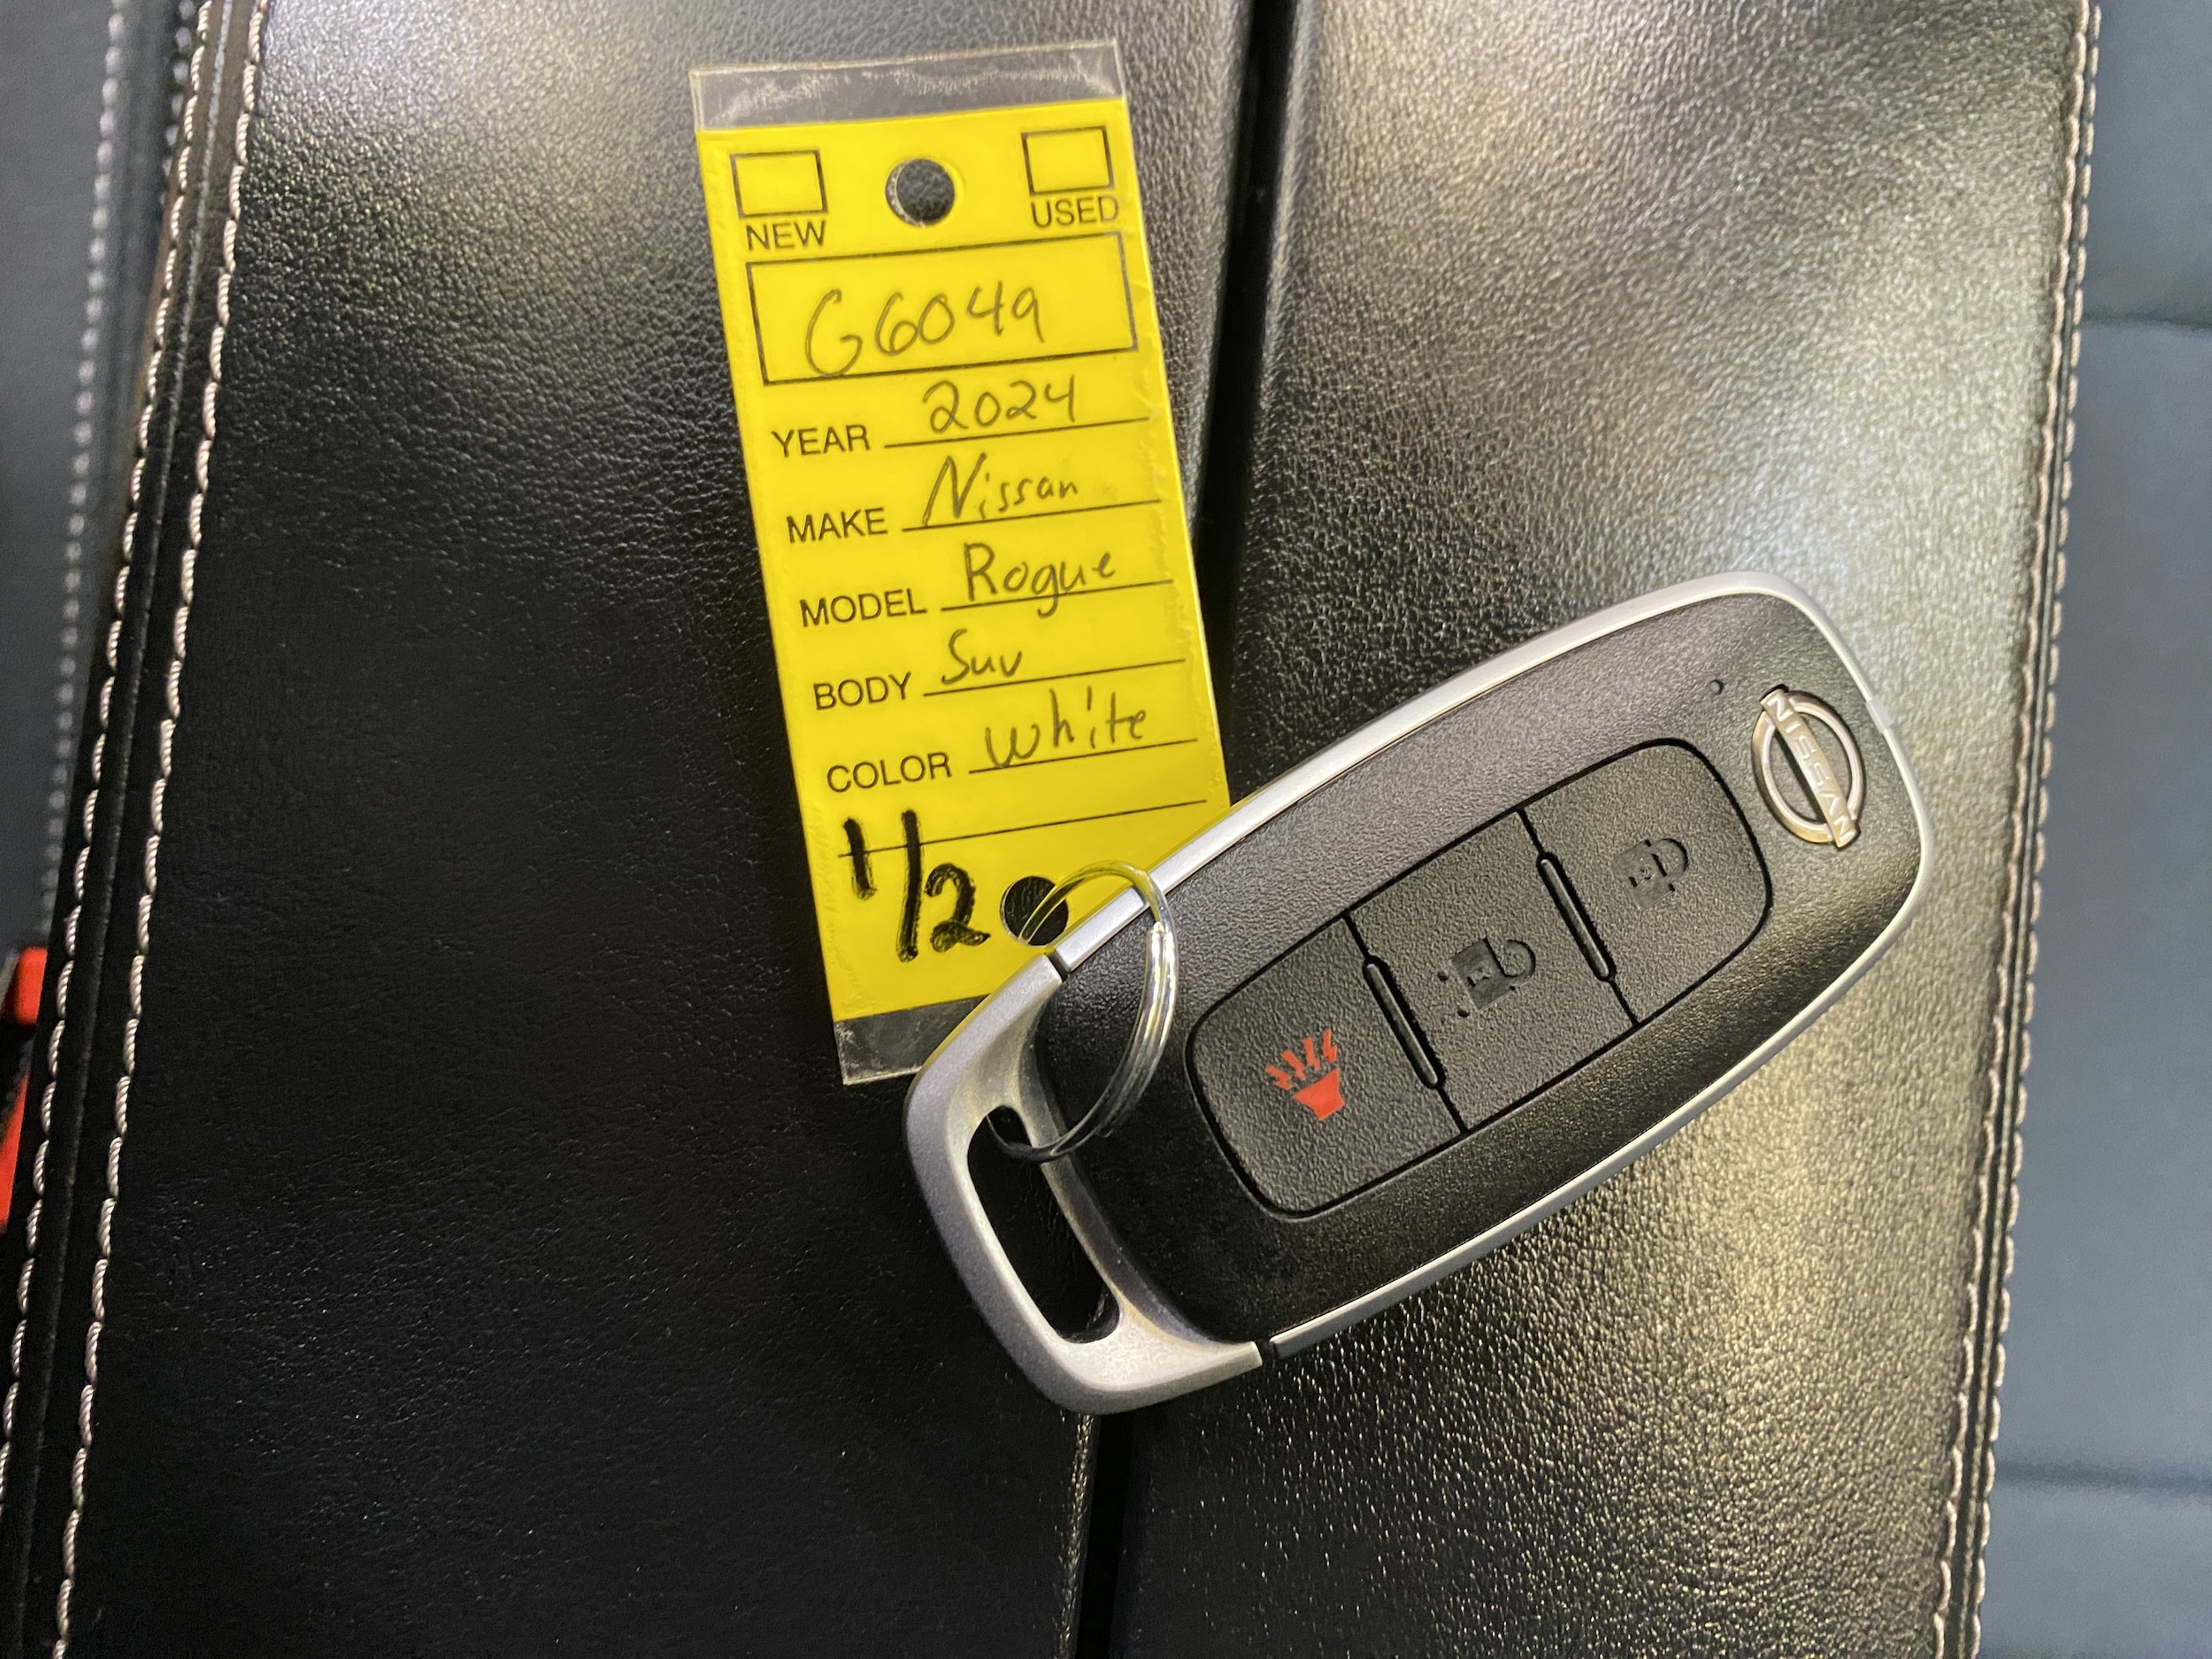 NEW USED
G6049
YEAR 2024
MAKE Nissan
MODEL Rogue
BODY Suv
COLOR white
1/2
NISSAN